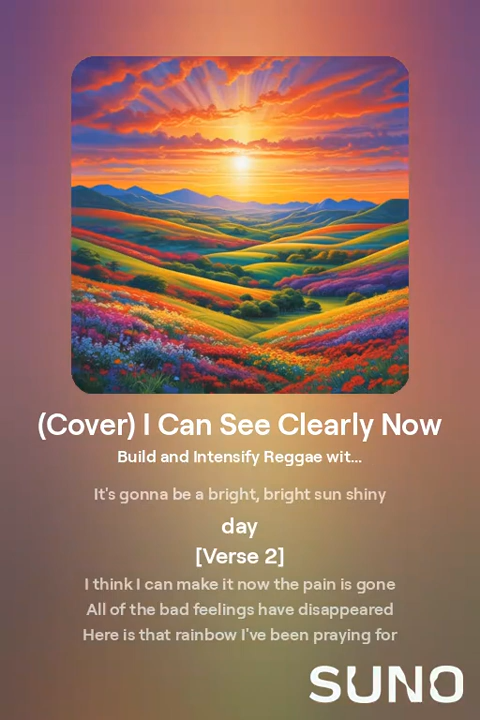 (Cover) I Can See Clearly Now
Build and Intensify Reggae wit...
It's gonna be a bright, bright sun shiny
day
[Verse 2]
I think I can make it now the pain is gone
All of the bad feelings have disappeared
Here is that rainbow I've been praying for
SUNO